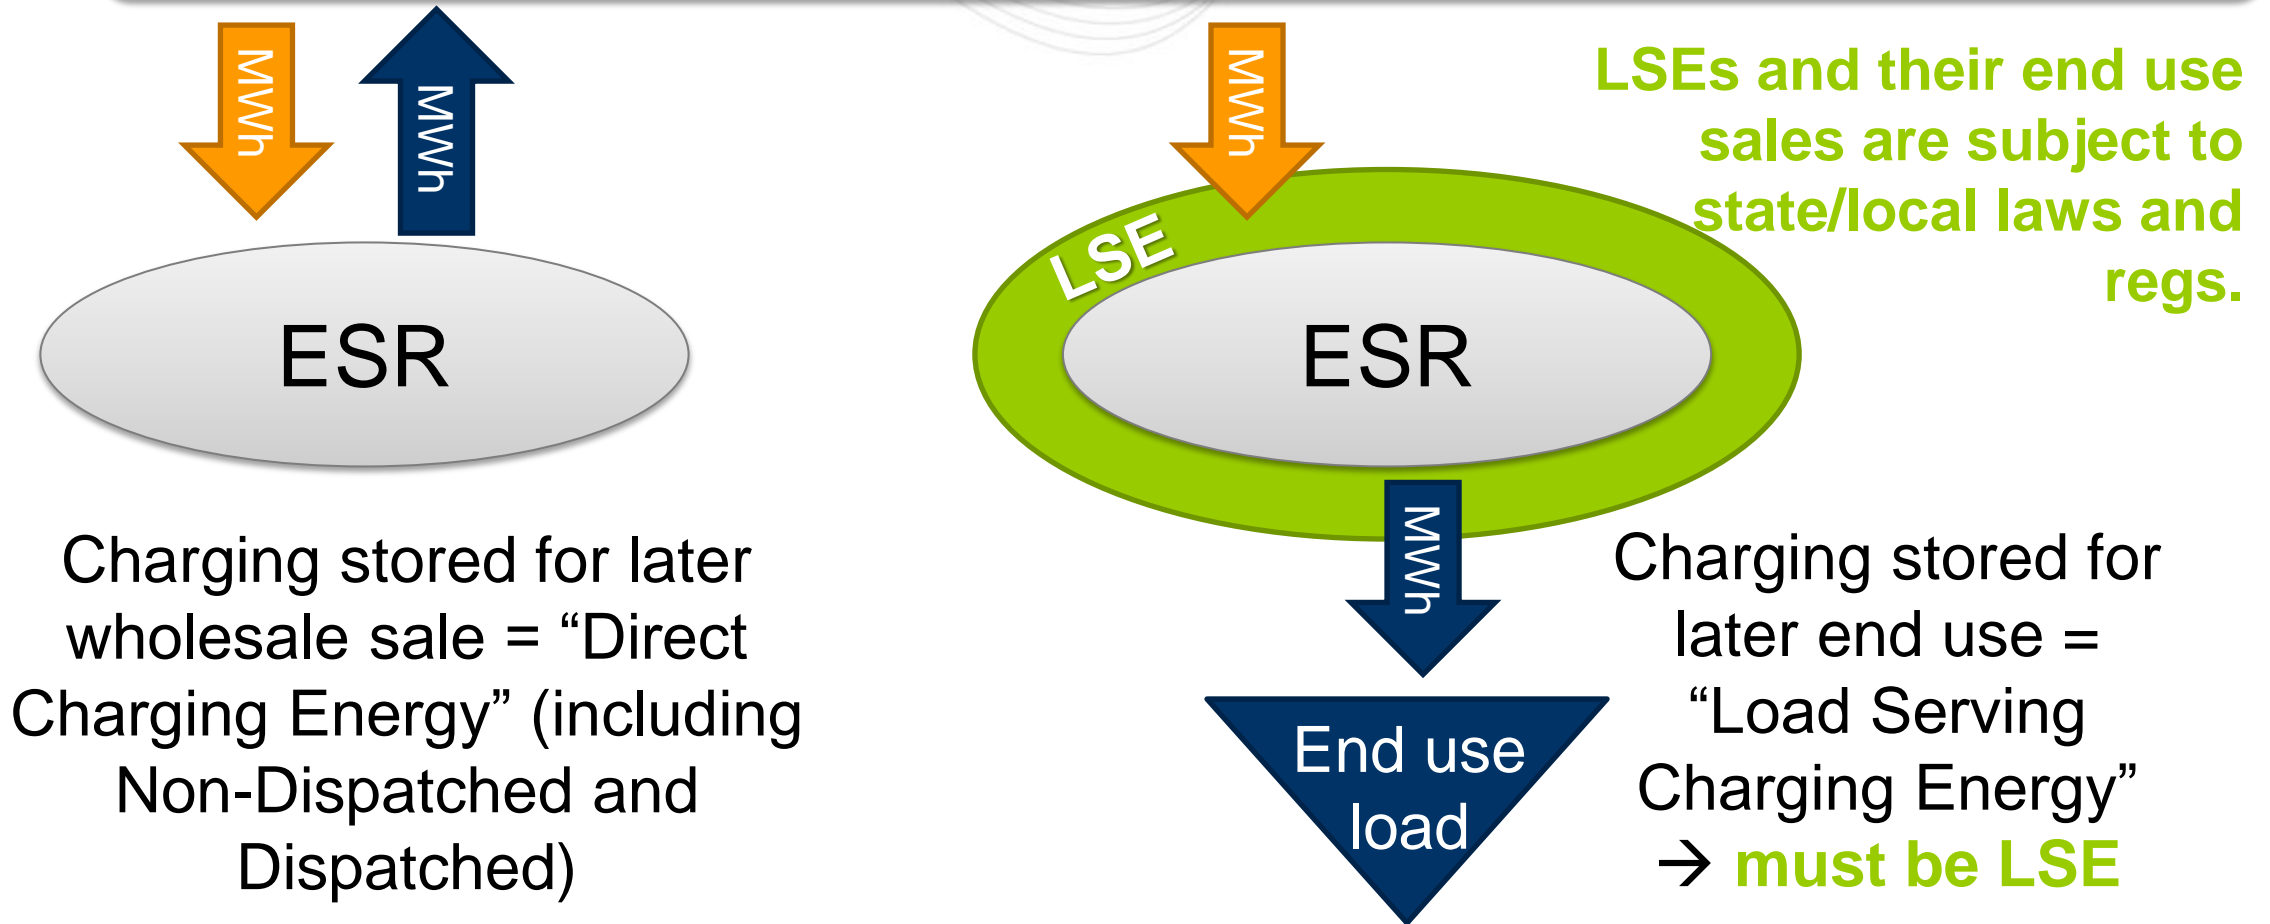 MWh
MWh
ESR
Charging stored for later
wholesale sale = “Direct
Charging Energy” (including
Non-Dispatched and
Dispatched)
MWh
LSE
ESR
MWh
End use
load
LSEs and their end use
sales are subject to
state/local laws and
regs.
Charging stored for
later end use =
“Load Serving
Charging Energy”
→ must be LSE